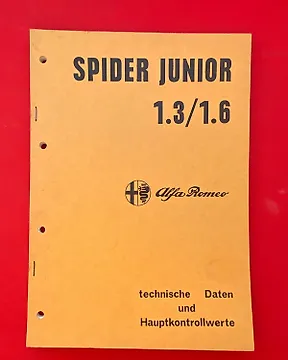 SPIDER JUNIOR
1.3/1.6
Alfa Romeo
technische Daten
und
Hauptkontrollwerte